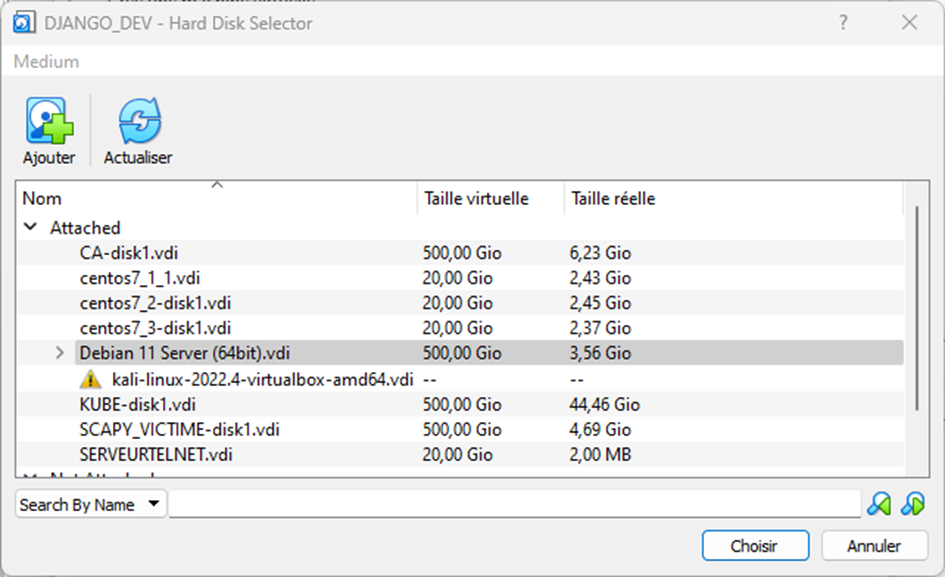 DJANGO_DEV - Hard Disk Selector ?
Medium
Ajouter Actualiser
Nom Taille virtuelle Taille réelle
Attached
CA-disk1.vdi 500,00 Gio 6,23 Gio
centos7_1_1.vdi 20,00 Gio 2,43 Gio
centos7_2-disk1.vdi 20,00 Gio 2,45 Gio
centos7_3-disk1.vdi 20,00 Gio 2,37 Gio
Debian 11 Server (64bit).vdi 500,00 Gio 3,56 Gio
kali-linux-2022.4-virtualbox-amd64.vdi -- --
KUBE-disk1.vdi 500,00 Gio 44,46 Gio
SCAPY_VICTIME-disk1.vdi 500,00 Gio 4,69 Gio
SERVEURTELNET.vdi 20,00 Gio 2,00 MB
Search By Name
Choisir Annuler